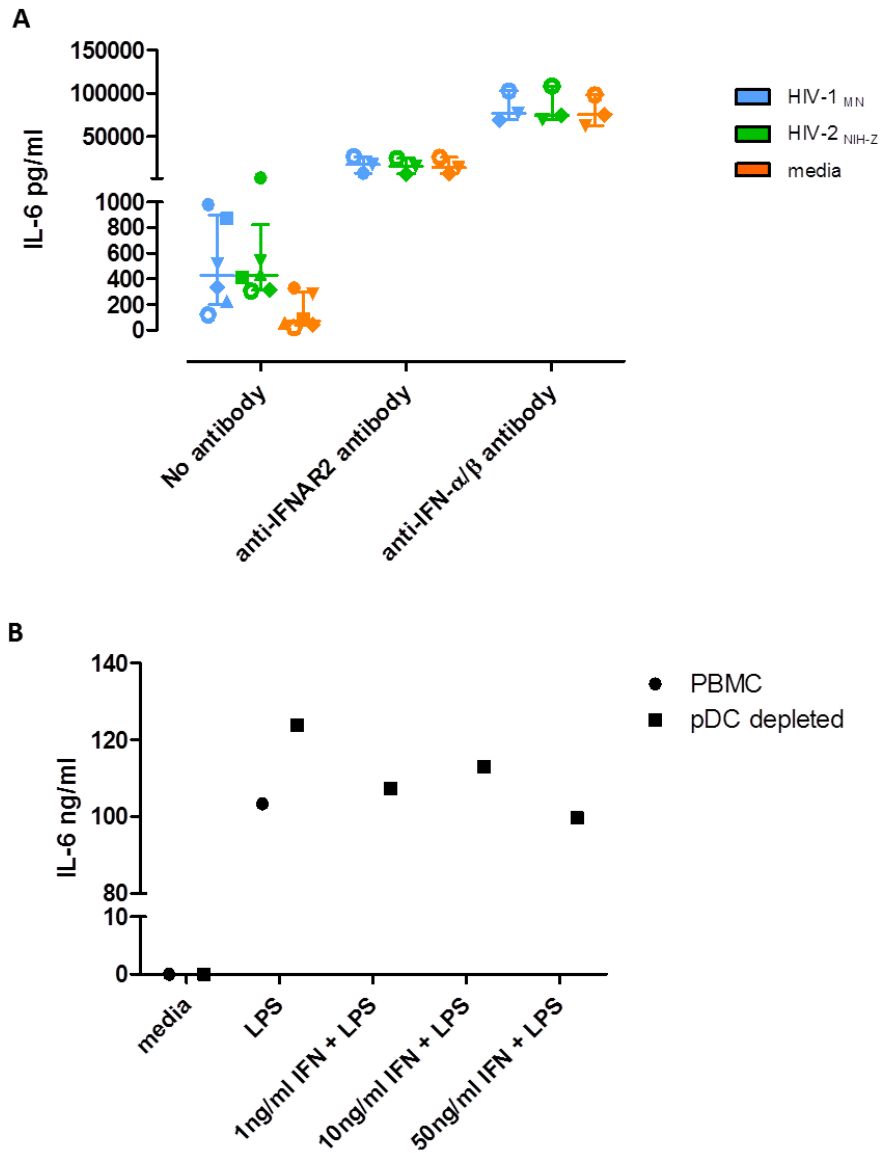 A
IL-6 pg/ml
150000
100000
50000
1000
800
600
400
200
0
No antibody
anti-IFNAR2 antibody
anti-IFN-α/β antibody
HIV-1 MN
HIV-2 NIH-Z
media
B
IL-6 ng/ml
140
120
100
80
10
0
media
LPS
1ng/ml IFN + LPS
10ng/ml IFN + LPS
50ng/ml IFN + LPS
PBMC
pDC depleted